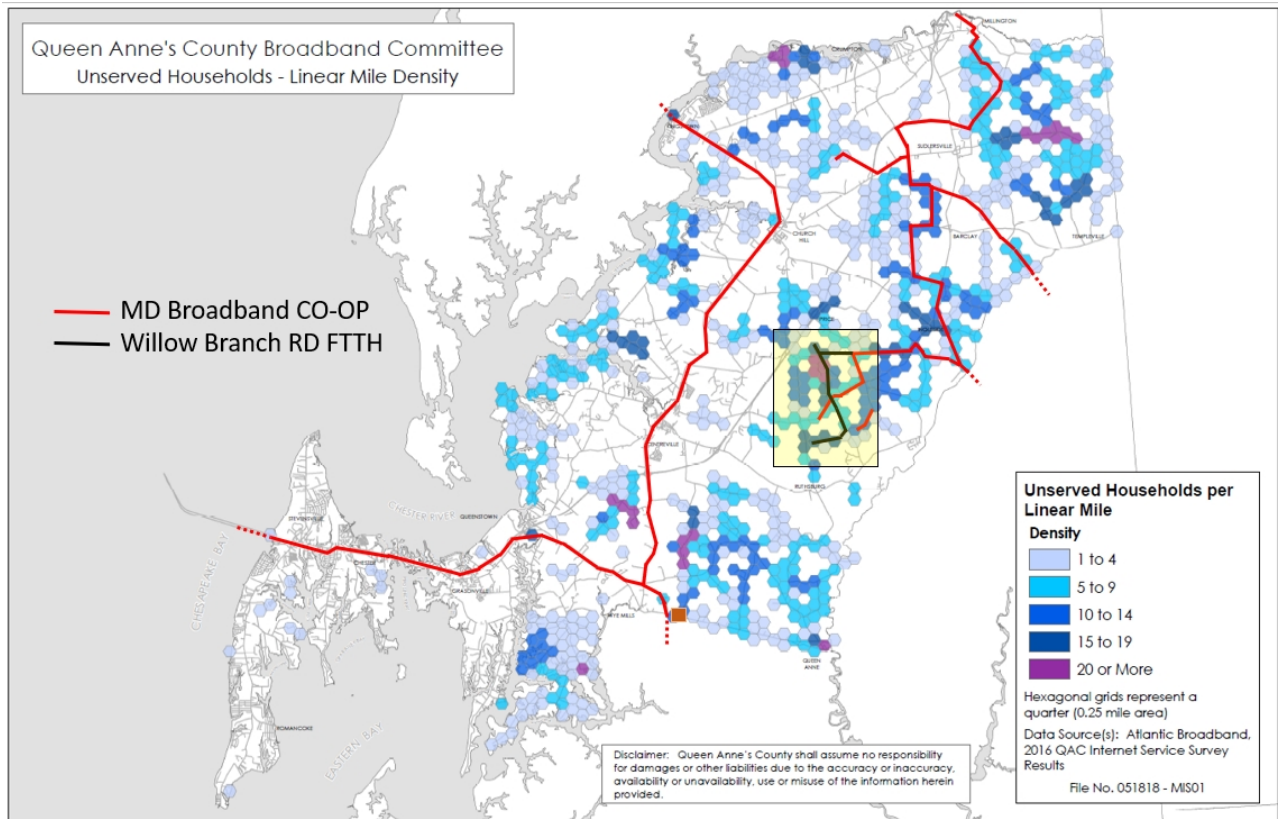 Queen Anne's County Broadband Committee
Unserved Households - Linear Mile Density
MILLINGTON
CRUMPTON
SUDLERSVILLE
CHURCH
HILL
BARCLAY
TEMPLEVILLE
MD Broadband CO-OP
Willow Branch RD FTTH
PRICE
CENTREVILLE
RUTHSBURG
CHESTER RIVER
QUEENSTOWN
STEVENSVILLE
CHESTER
GRASONVILLE
CHESAPEAKE BAY
WYE MILLS
QUEEN
ANNE
ROMANCOKE
EASTERN BAY
Unserved Households per
Linear Mile
Density
1 to 4
5 to 9
10 to 14
15 to 19
20 or More
Hexagonal grids represent a
quarter (0.25 mile area)
Data Source(s): Atlantic Broadband,
2016 QAC Internet Service Survey
Results
File No. 051818 - MIS01
Disclaimer: Queen Anne's County shall assume no responsibility
for damages or other liabilities due to the accuracy or inaccuracy,
availability or unavailability, use or misuse of the information herein
provided.